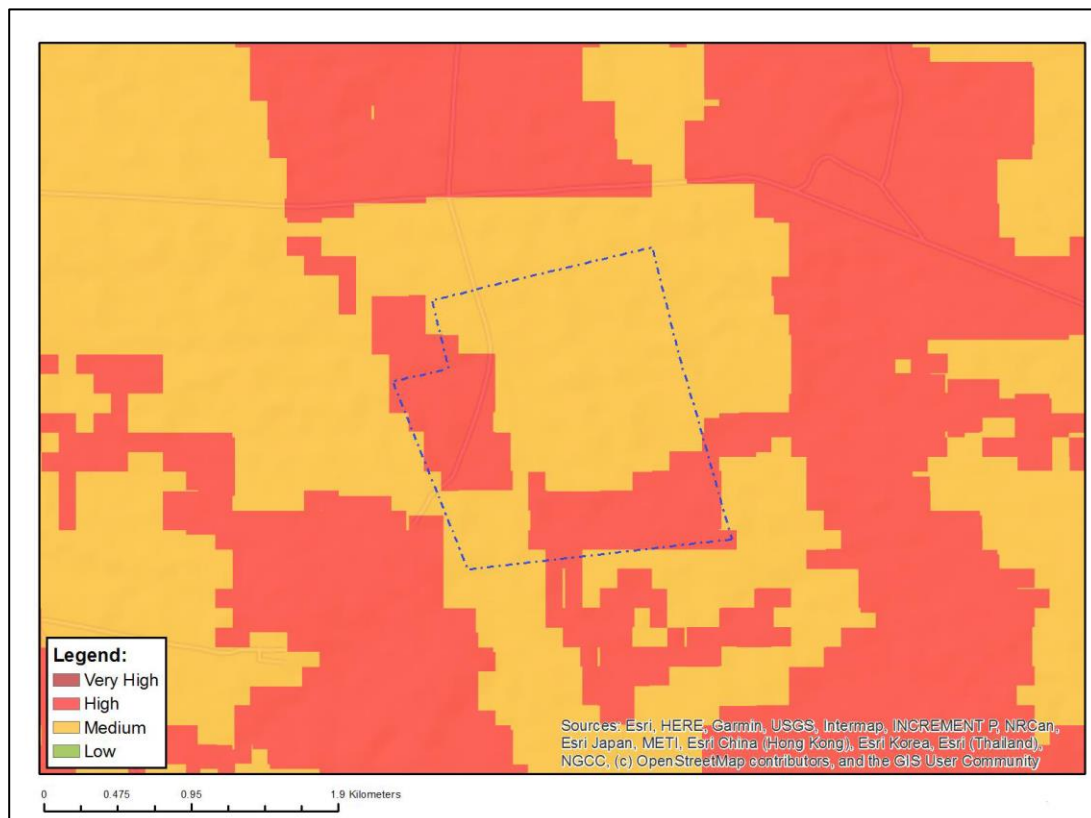 Legend:
Very High
High
Medium
Low
Sources: Esri, HERE, Garmin, USGS, Intermap, INCREMENT P, NRCan,
Esri Japan, METI, Esri China (Hong Kong), Esri Korea, Esri (Thailand),
NGCC, (c) OpenStreetMap contributors, and the GIS User Community
0 0.475 0.95 1.9 Kilometers